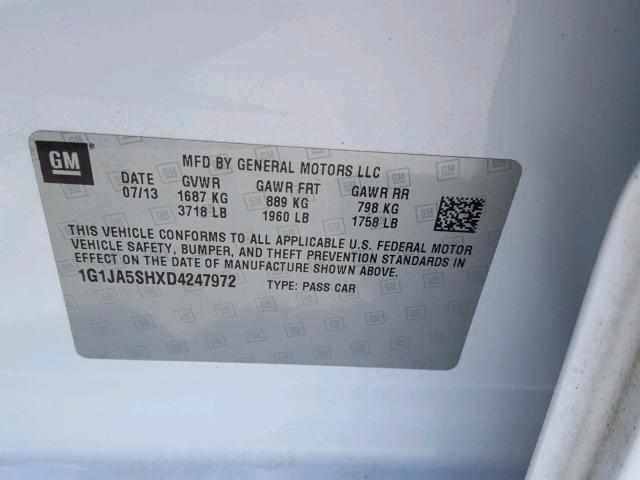 GM
MFD BY GENERAL MOTORS LLC
DATE GVWR GAWR FRT GAWR RR
07/13 1687 KG 889 KG 798 KG
3718 LB 1960 LB 1758 LB
THIS VEHICLE CONFORMS TO ALL APPLICABLE U.S. FEDERAL MOTOR
VEHICLE SAFETY, BUMPER, AND THEFT PREVENTION STANDARDS IN
EFFECT ON THE DATE OF MANUFACTURE SHOWN ABOVE.
1G1JA5SHXD4247972 TYPE: PASS CAR